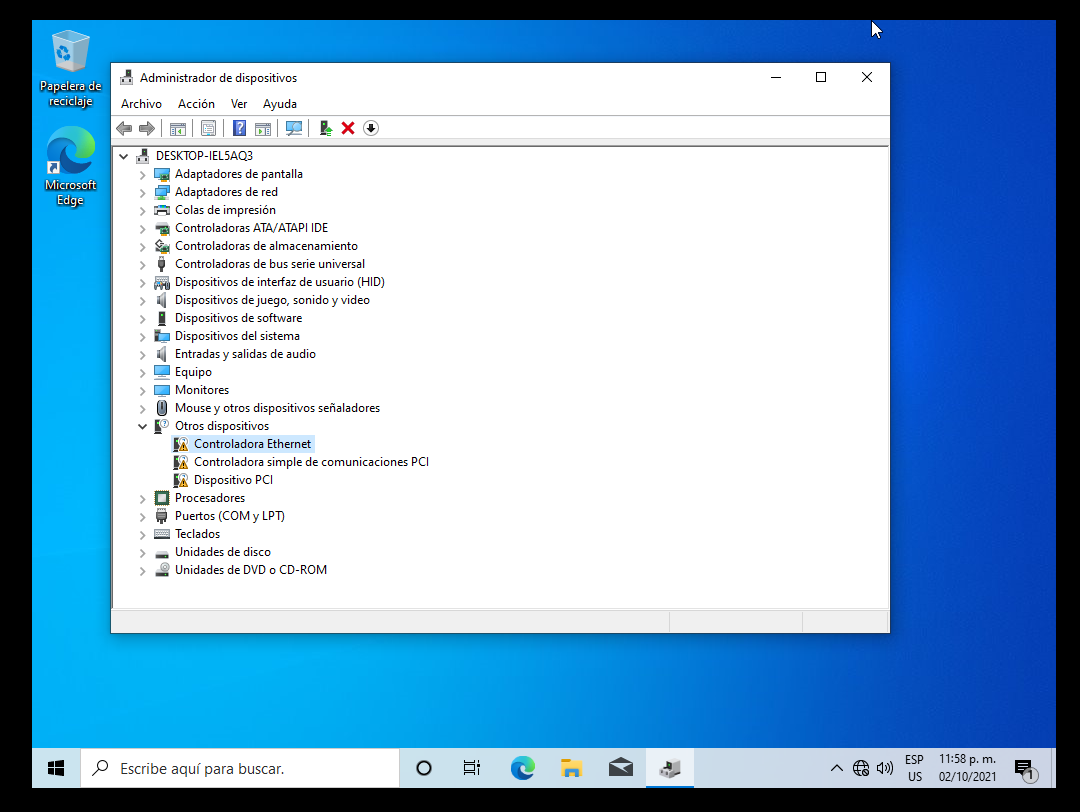 Papelera de
reciclaje
Microsoft
Edge
Administrador de dispositivos
Archivo Acción Ver Ayuda
DESKTOP-IEL5AQ3
Adaptadores de pantalla
Adaptadores de red
Colas de impresión
Controladoras ATA/ATAPI IDE
Controladoras de almacenamiento
Controladoras de bus serie universal
Dispositivos de interfaz de usuario (HID)
Dispositivos de juego, sonido y video
Dispositivos de software
Dispositivos del sistema
Entradas y salidas de audio
Equipo
Monitores
Mouse y otros dispositivos señaladores
Otros dispositivos
Controladora Ethernet
Controladora simple de comunicaciones PCI
Dispositivo PCI
Procesadores
Puertos (COM y LPT)
Teclados
Unidades de disco
Unidades de DVD o CD-ROM
Escribe aquí para buscar.
ESP
US
11:58 p. m.
02/10/2021
1